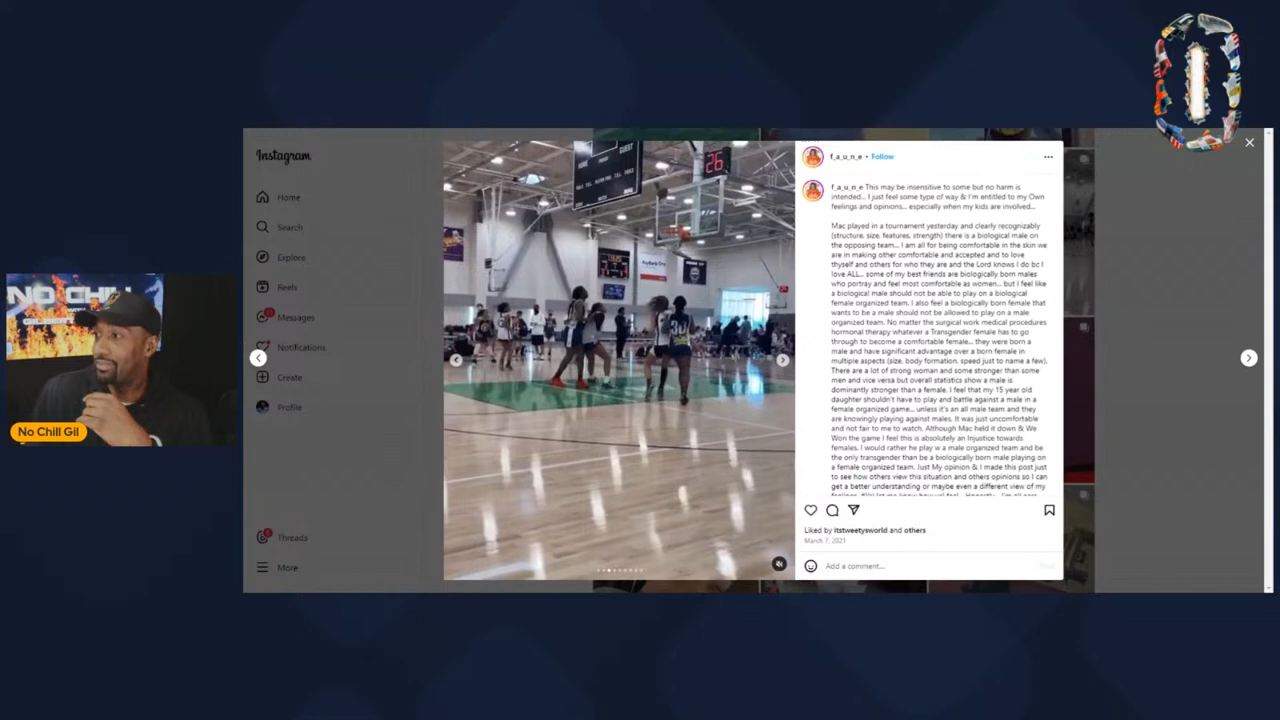 Instagram
Home
Search
Explore
Reels
Messages
Notifications
Create
Profile
Threads
More
NO CHILL
No Chill Gil
GUEST
26
30
f_a_u_n_e • Follow
f_a_u_n_e This may be insensitive to some but no harm is
intended... I just feel some type of way & I'm entitled to my Own
feelings and opinions... especially when my kids are involved...
Mac played in a tournament yesterday and clearly recognizably
(structure, size, features, strength) there is a biological male on
the opposing team... I am all for being comfortable in the skin we
are in making other comfortable and accepted and to love
thyself and others for who they are and the Lord knows I do bc I
love ALL... some of my best friends are biologically born males
who portray and feel most comfortable as women... but I feel like
a biological male should not be able to play on a biological
female organized team. I also feel a biologically born female that
wants to be a male should not be allowed to play on a male
organized team. No matter the surgical work medical procedures
hormonal therapy whatever a Transgender female has to go
through to become a comfortable female... they were born a
male and have significant advantage over a born female in
multiple aspects (size, body formation, speed just to name a few).
There are a lot of strong woman and some stronger than some
men and vice versa but overall statistics show a male is
dominantly stronger than a female. I feel that my 15 year old
daughter shouldn't have to play and battle against a male in a
female organized game... unless it's an all male team and they
are knowingly playing against males. It was just uncomfortable
and not fair to me to watch. Although Mac held it down & We
Won the game I feel this is absolutely an Injustice towards
females. I would rather he play w a male organized team and be
the only transgender than be a biologically born male playing on
a female organized team. Just My opinion & I made this post just
to see how others view this situation and others opinions so I can
get a better understanding or maybe even a different view of my
Liked by itstweetysworld and others
March 7, 2021
Add a comment...